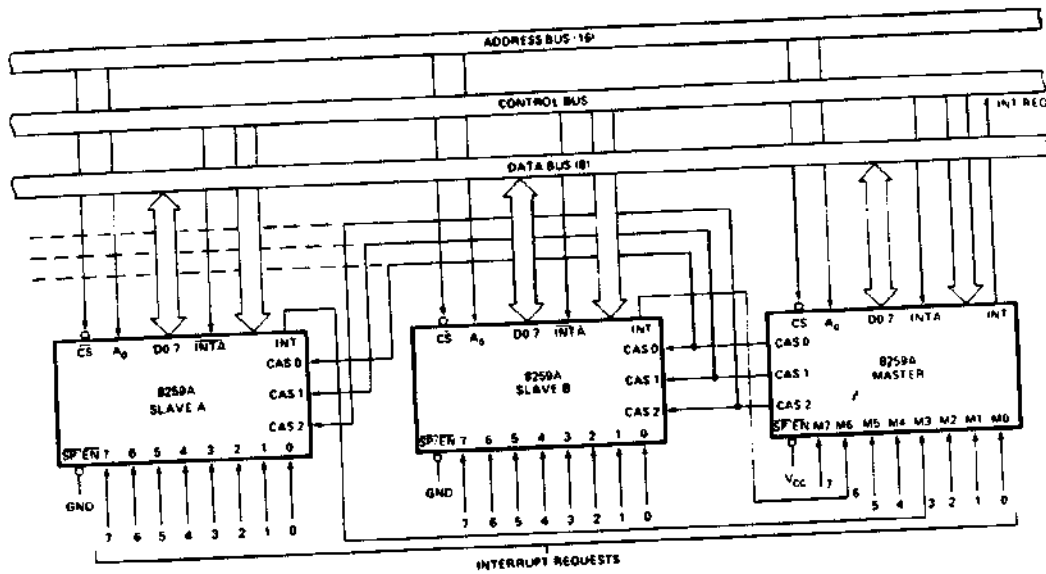 ADDRESS BUS (16)
CONTROL BUS
INT REQ
DATA BUS (8)
CS A0 D0 7 INTA INT
CAS 0
8259A
SLAVE A
CAS 1
CAS 2
SP/EN 7 6 5 4 3 2 1 0
GND
7 6 5 4 3 2 1 0
CS A0 D0 7 INTA INT
CAS 0
8259A
SLAVE B
CAS 1
CAS 2
SP/EN 7 6 5 4 3 2 1 0
GND
7 6 5 4 3 2 1 0
CS A0 D0 7 INTA INT
CAS 0
8259A
MASTER
CAS 1
CAS 2
SP/EN M7 M6 M5 M4 M3 M2 M1 M0
VCC
7 6 5 4 3 2 1 0
INTERRUPT REQUESTS